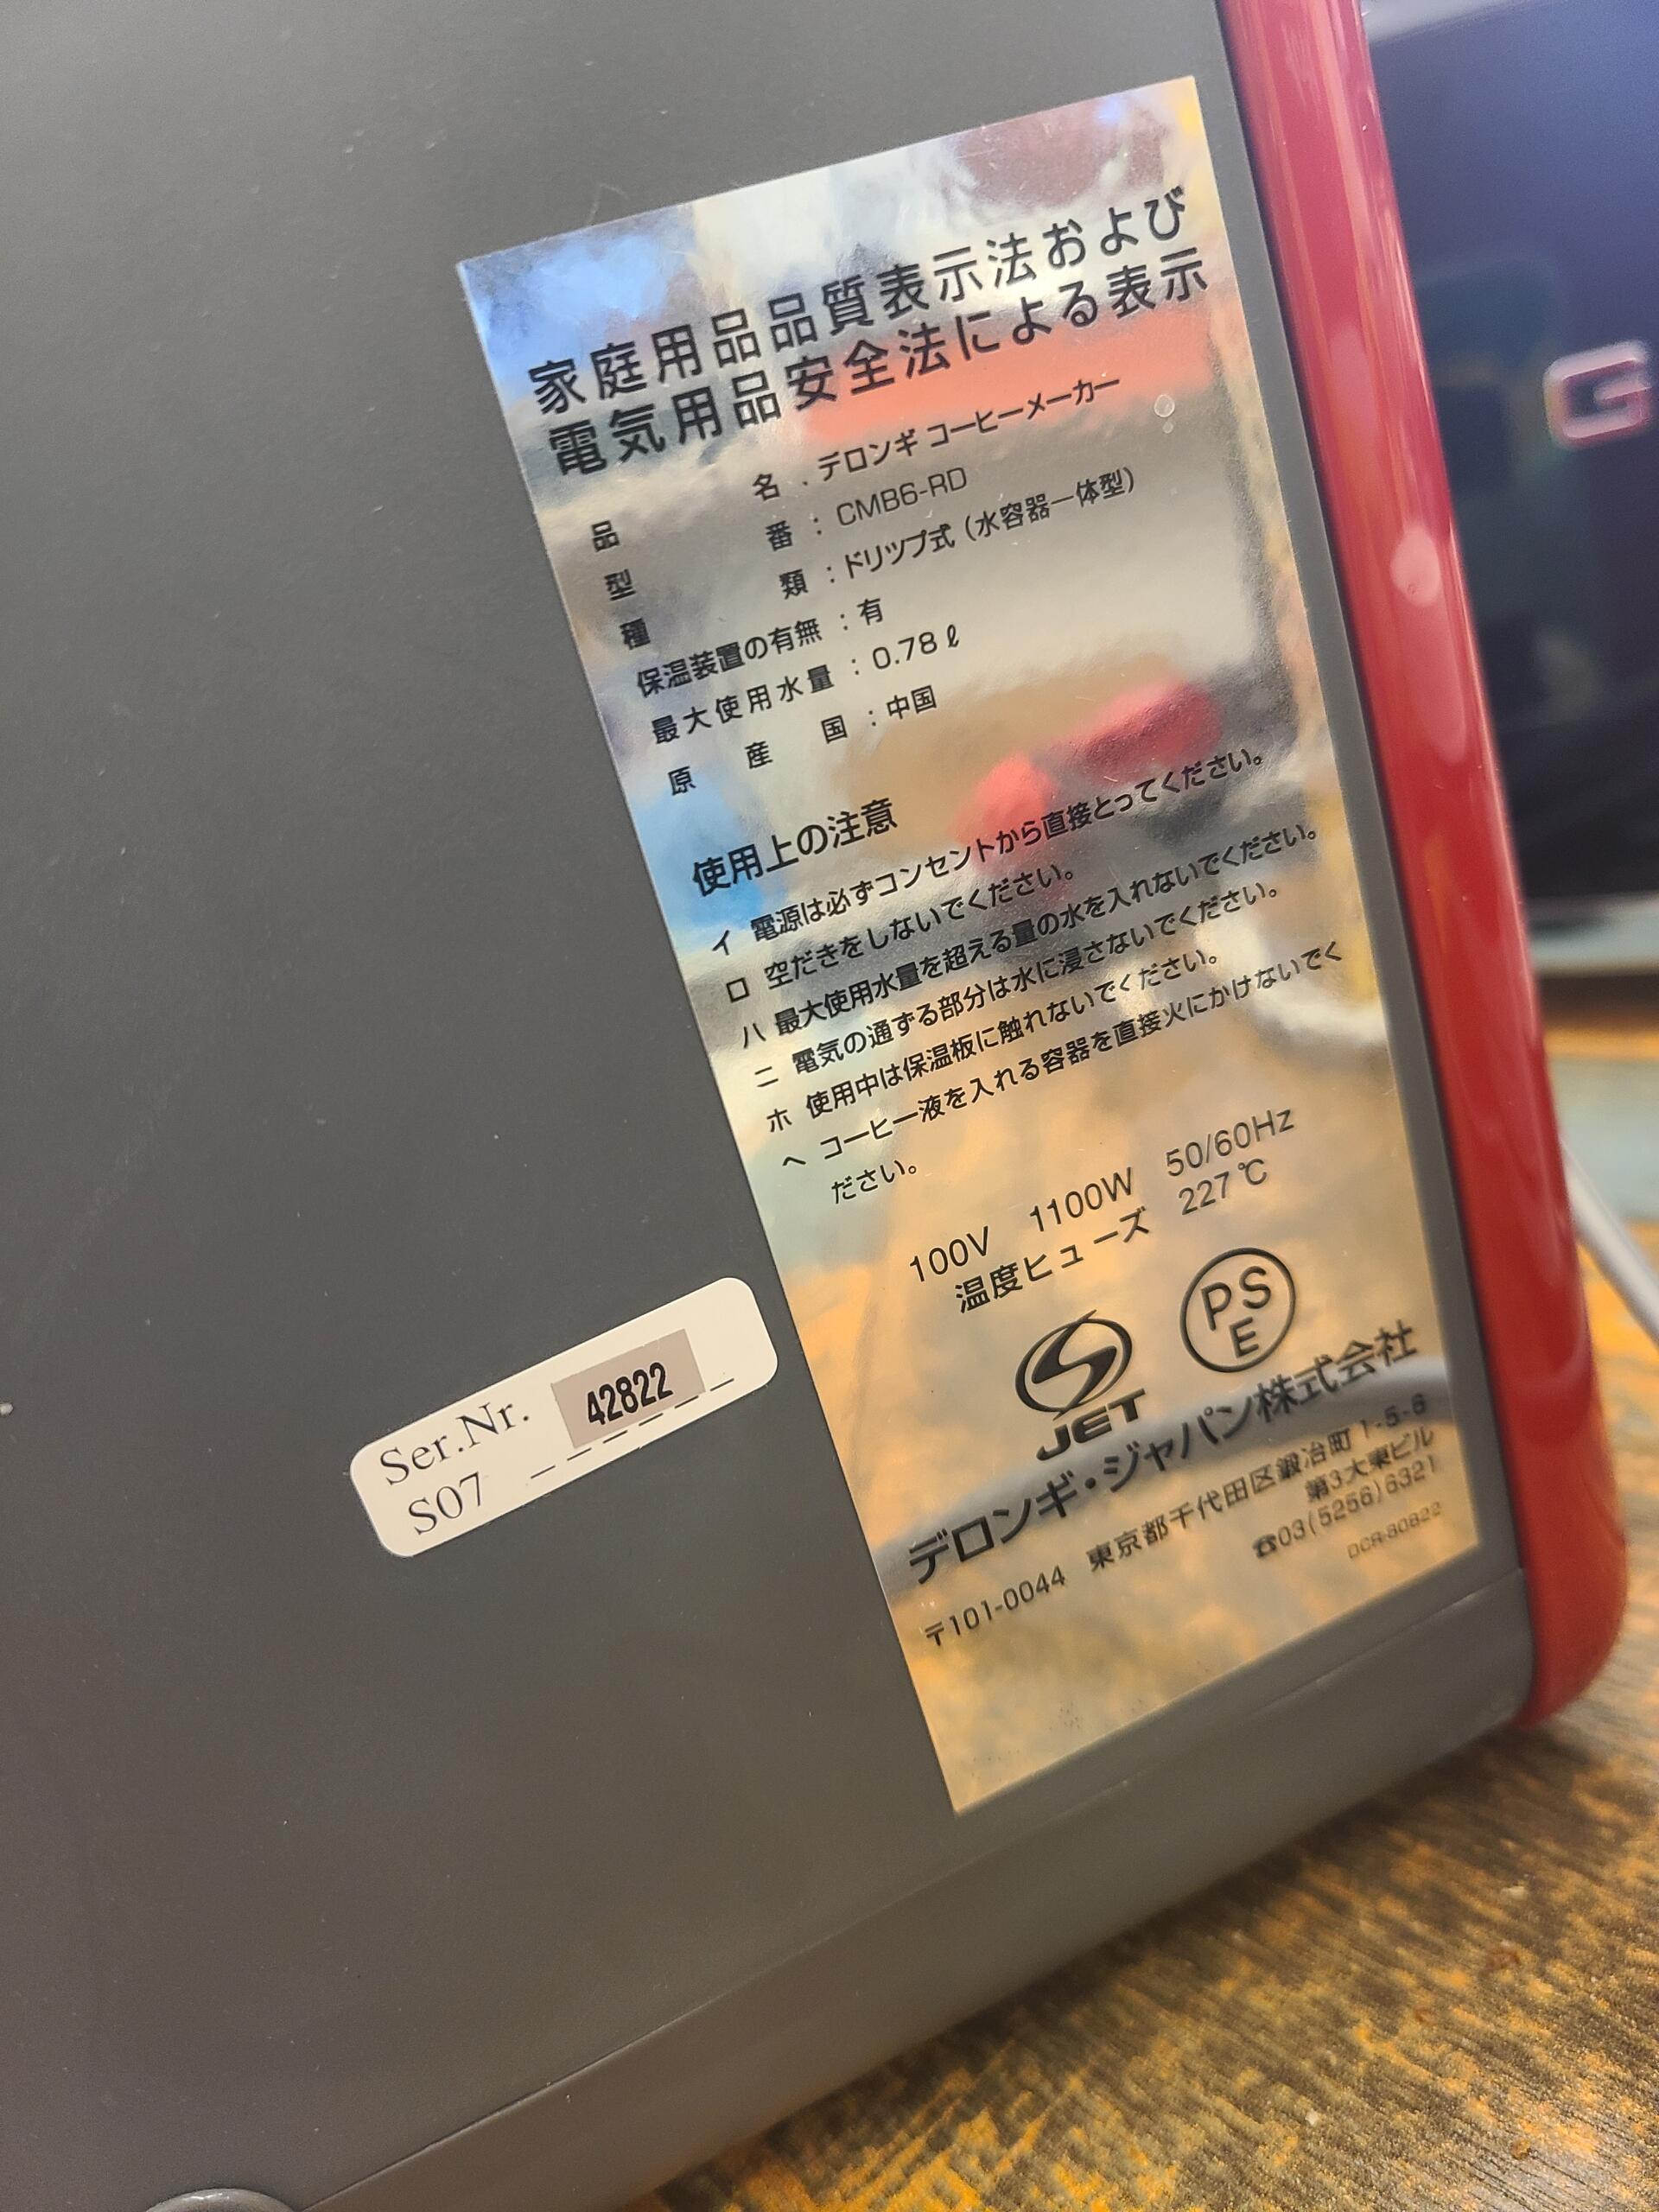 家庭用品品質表示法および
電気用品安全法による表示
品名：デロンギ コーヒーメーカー
型番：CMB6-RD
種類：ドリップ式（水容器一体型）
保温装置の有無：有
最大使用水量：0.78ℓ
原産国：中国
使用上の注意
イ 電源は必ずコンセントから直接とってください。
ロ 空だきをしないでください。
ハ 最大使用水量を超える量の水を入れないでください。
ニ 電気の通ずる部分は水に浸さないでください。
ホ 使用中は保温板に触れないでください。
ヘ コーヒー液を入れる容器を直接火にかけないでく
ださい。
100V 1100W 50/60Hz
温度ヒューズ 227℃
JET PSE
デロンギ・ジャパン株式会社
〒101-0044 東京都千代田区鍛冶町1-5-6
第3大東ビル
☎03(5256)6321
DCR-80822
Ser.Nr. 42822
S07
G